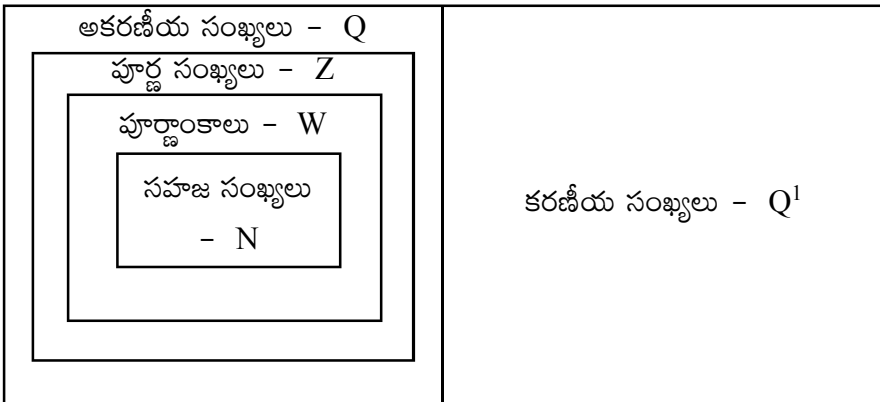 అకరణీయ సంఖ్యలు - Q
పూర్ణ సంఖ్యలు - Z
పూర్ణాంకాలు - W
సహజ సంఖ్యలు
- N
కరణీయ సంఖ్యలు - Q¹